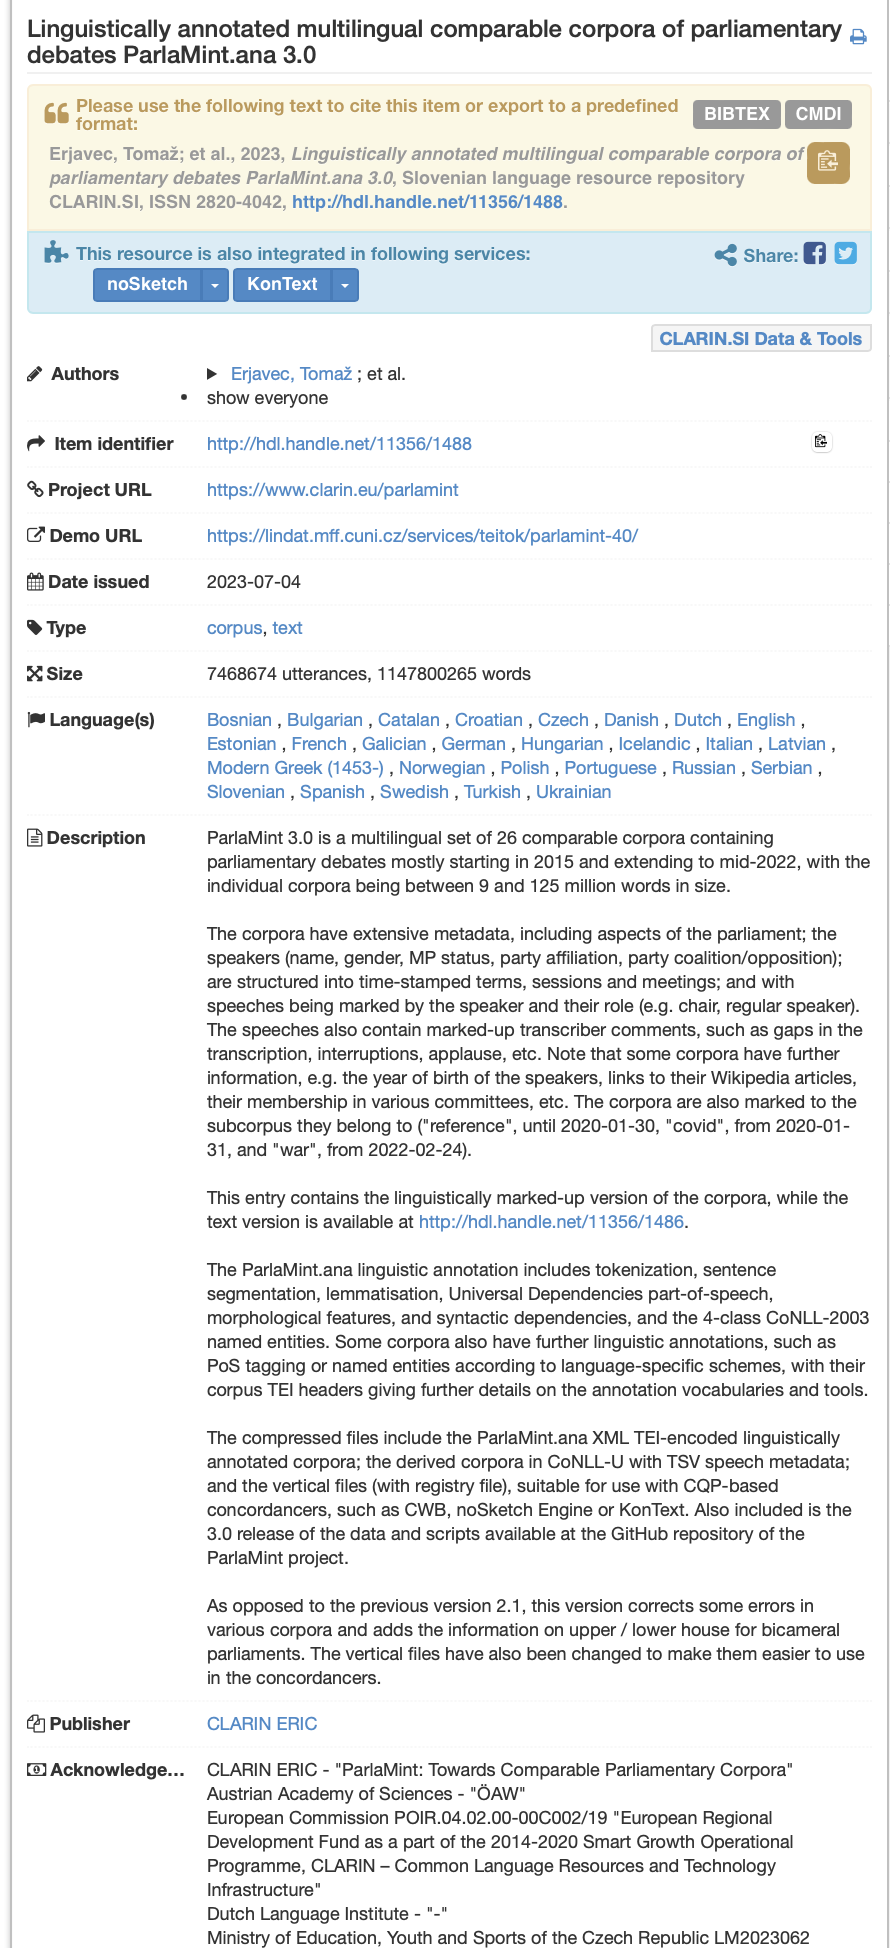 Linguistically annotated multilingual comparable corpora of parliamentary
debates ParlaMint.ana 3.0
Please use the following text to cite this item or export to a predefined
format:
BIBTEX CMDI
Erjavec, Tomaž; et al., 2023, Linguistically annotated multilingual comparable corpora of
parliamentary debates ParlaMint.ana 3.0, Slovenian language resource repository
CLARIN.SI, ISSN 2820-4042, http://hdl.handle.net/11356/1488.
This resource is also integrated in following services:
Share:
noSketch KonText
CLARIN.SI Data & Tools
Authors
Erjavec, Tomaž ; et al.
show everyone
Item identifier
http://hdl.handle.net/11356/1488
Project URL
https://www.clarin.eu/parlamint
Demo URL
https://lindat.mff.cuni.cz/services/teitok/parlamint-40/
Date issued
2023-07-04
Type
corpus, text
Size
7468674 utterances, 1147800265 words
Language(s)
Bosnian , Bulgarian , Catalan , Croatian , Czech , Danish , Dutch , English ,
Estonian , French , Galician , German , Hungarian , Icelandic , Italian , Latvian ,
Modern Greek (1453-) , Norwegian , Polish , Portuguese , Russian , Serbian ,
Slovenian , Spanish , Swedish , Turkish , Ukrainian
Description
ParlaMint 3.0 is a multilingual set of 26 comparable corpora containing
parliamentary debates mostly starting in 2015 and extending to mid-2022, with the
individual corpora being between 9 and 125 million words in size.
The corpora have extensive metadata, including aspects of the parliament; the
speakers (name, gender, MP status, party affiliation, party coalition/opposition);
are structured into time-stamped terms, sessions and meetings; and with
speeches being marked by the speaker and their role (e.g. chair, regular speaker).
The speeches also contain marked-up transcriber comments, such as gaps in the
transcription, interruptions, applause, etc. Note that some corpora have further
information, e.g. the year of birth of the speakers, links to their Wikipedia articles,
their membership in various committees, etc. The corpora are also marked to the
subcorpus they belong to ("reference", until 2020-01-30, "covid", from 2020-01-
31, and "war", from 2022-02-24).
This entry contains the linguistically marked-up version of the corpora, while the
text version is available at http://hdl.handle.net/11356/1486.
The ParlaMint.ana linguistic annotation includes tokenization, sentence
segmentation, lemmatisation, Universal Dependencies part-of-speech,
morphological features, and syntactic dependencies, and the 4-class CoNLL-2003
named entities. Some corpora also have further linguistic annotations, such as
PoS tagging or named entities according to language-specific schemes, with their
corpus TEI headers giving further details on the annotation vocabularies and tools.
The compressed files include the ParlaMint.ana XML TEI-encoded linguistically
annotated corpora; the derived corpora in CoNLL-U with TSV speech metadata;
and the vertical files (with registry file), suitable for use with CQP-based
concordancers, such as CWB, noSketch Engine or KonText. Also included is the
3.0 release of the data and scripts available at the GitHub repository of the
ParlaMint project.
As opposed to the previous version 2.1, this version corrects some errors in
various corpora and adds the information on upper / lower house for bicameral
parliaments. The vertical files have also been changed to make them easier to use
in the concordancers.
Publisher
CLARIN ERIC
Acknowledge...
CLARIN ERIC - "ParlaMint: Towards Comparable Parliamentary Corpora"
Austrian Academy of Sciences - "ÖAW"
European Commission POIR.04.02.00-00C002/19 "European Regional
Development Fund as a part of the 2014-2020 Smart Growth Operational
Programme, CLARIN – Common Language Resources and Technology
Infrastructure"
Dutch Language Institute - "-"
Ministry of Education, Youth and Sports of the Czech Republic LM2023062